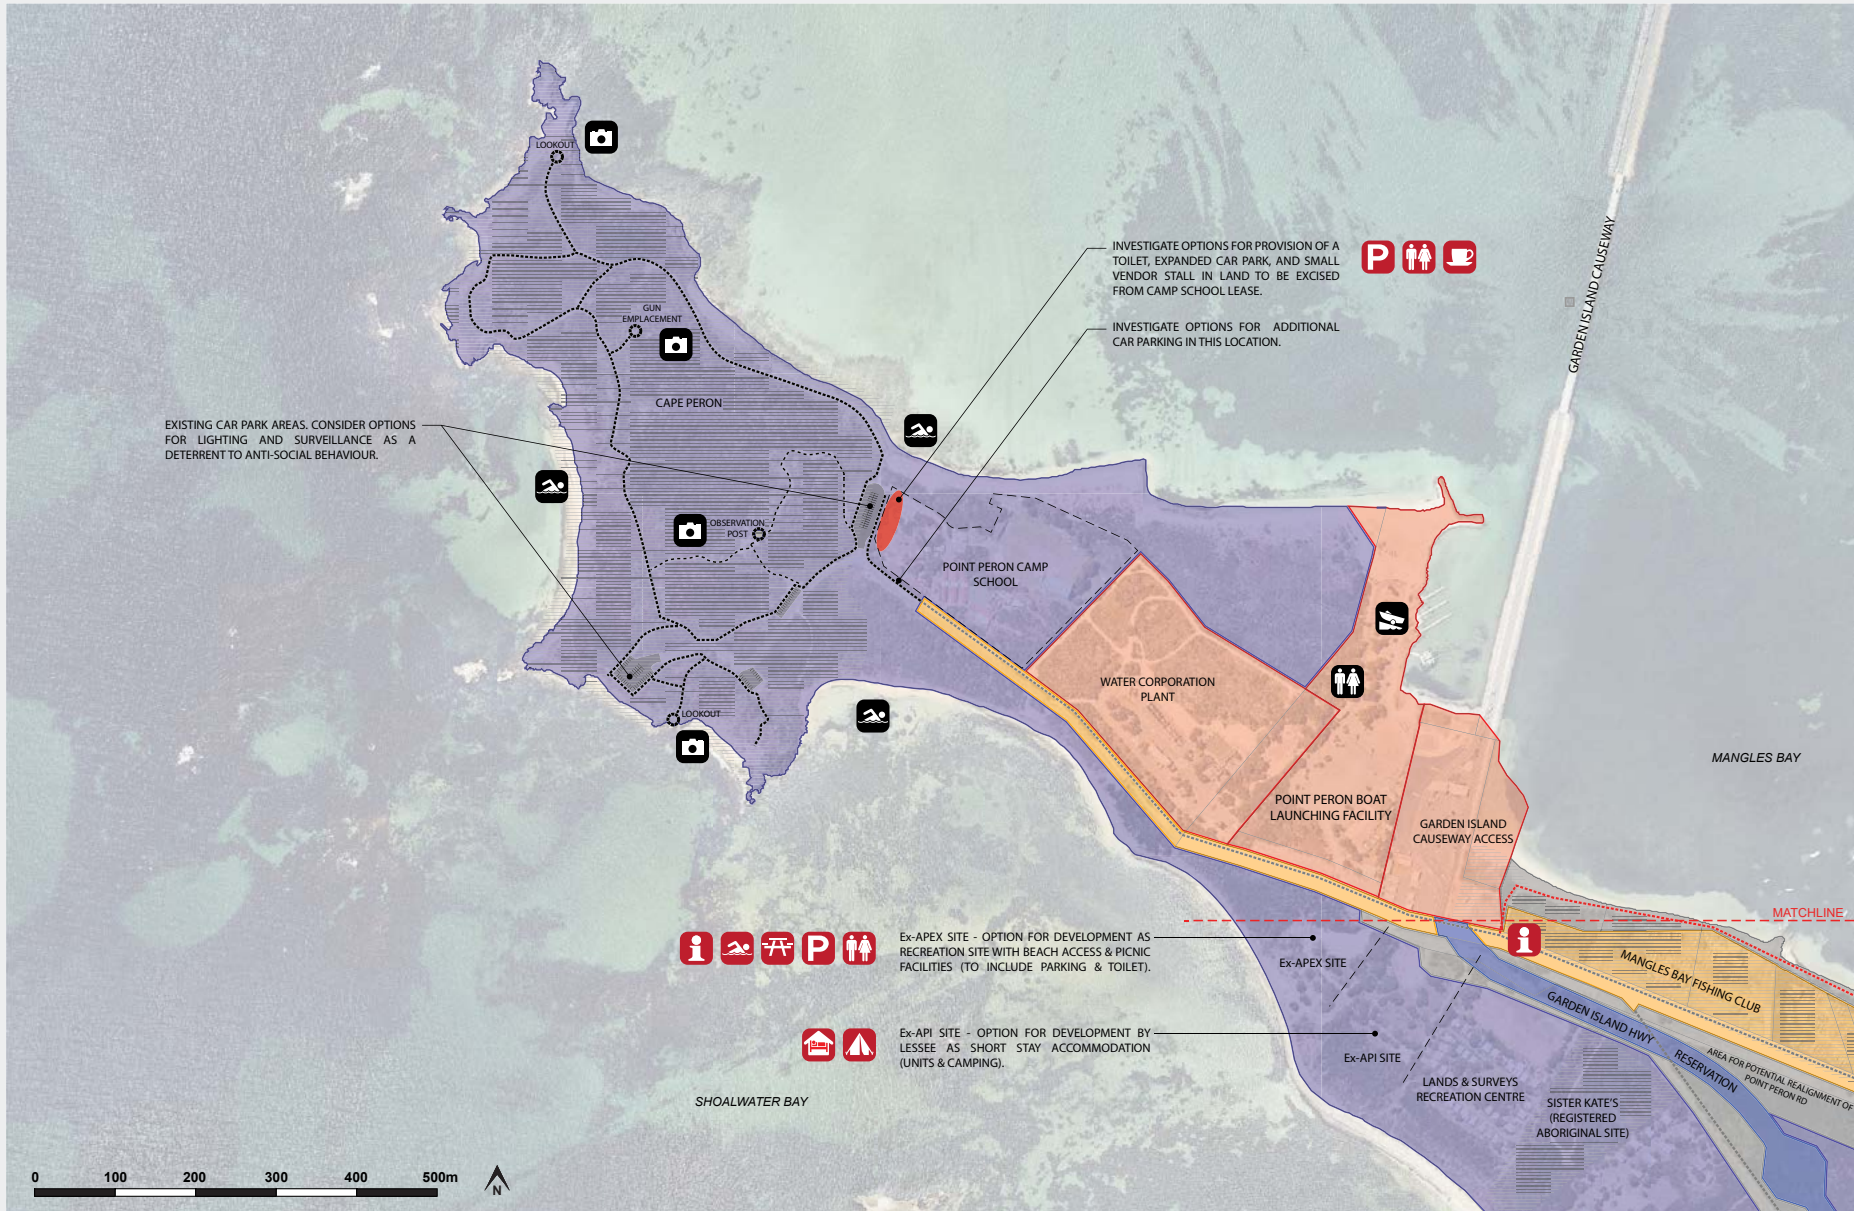 LOOKOUT
GARDEN ISLAND CAUSEWAY
INVESTIGATE OPTIONS FOR PROVISION OF A
TOILET, EXPANDED CAR PARK, AND SMALL
VENDOR STALL IN LAND TO BE EXCISED
FROM CAMP SCHOOL LEASE.
P
GUN
EMPLACEMENT
INVESTIGATE OPTIONS FOR ADDITIONAL
CAR PARKING IN THIS LOCATION.
CAPE PERON
EXISTING CAR PARK AREAS. CONSIDER OPTIONS
FOR LIGHTING AND SURVEILLANCE AS A
DETERRENT TO ANTI-SOCIAL BEHAVIOUR.
OBSERVATION
POST
POINT PERON CAMP
SCHOOL
WATER CORPORATION
PLANT
LOOKOUT
MANGLES BAY
POINT PERON BOAT
LAUNCHING FACILITY
GARDEN ISLAND
CAUSEWAY ACCESS
MATCHLINE
i
P
Ex-APEX SITE - OPTION FOR DEVELOPMENT AS
RECREATION SITE WITH BEACH ACCESS & PICNIC
FACILITIES (TO INCLUDE PARKING & TOILET).
Ex-APEX SITE
i
MANGLES BAY FISHING CLUB
GARDEN ISLAND HWY
RESERVATION
AREA FOR POTENTIAL REALIGNMENT OF
POINT PERON RD
Ex-API SITE - OPTION FOR DEVELOPMENT BY
LESSEE AS SHORT STAY ACCOMMODATION
(UNITS & CAMPING).
Ex-API SITE
LANDS & SURVEYS
RECREATION CENTRE
SISTER KATE'S
(REGISTERED
ABORIGINAL SITE)
SHOALWATER BAY
0 100 200 300 400 500m
N